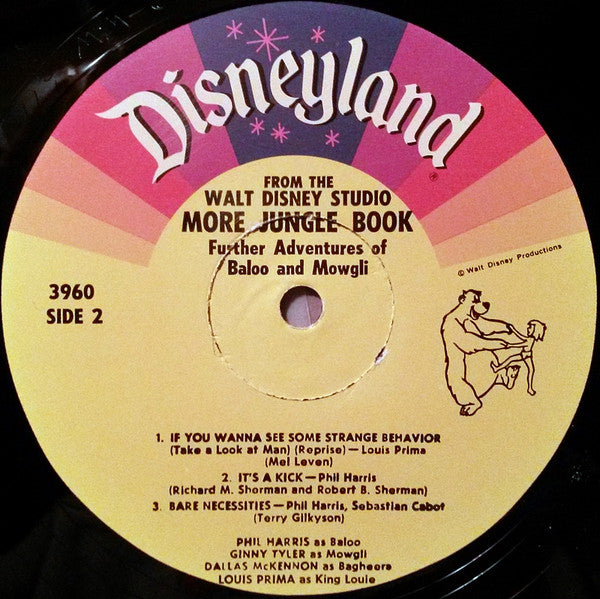 Disneyland
®
FROM THE
WALT DISNEY STUDIO
MORE JUNGLE BOOK
Further Adventures of
Baloo and Mowgli
© Walt Disney Productions
3960
SIDE 2
1. IF YOU WANNA SEE SOME STRANGE BEHAVIOR
(Take a Look at Man) (Reprise) — Louis Prima
(Mel Leven)
2. IT'S A KICK — Phil Harris
(Richard M. Sherman and Robert B. Sherman)
3. BARE NECESSITIES — Phil Harris, Sebastian Cabot
(Terry Gilkyson)
PHIL HARRIS as Baloo
GINNY TYLER as Mowgli
DALLAS McKENNON as Bagheera
LOUIS PRIMA as King Louie